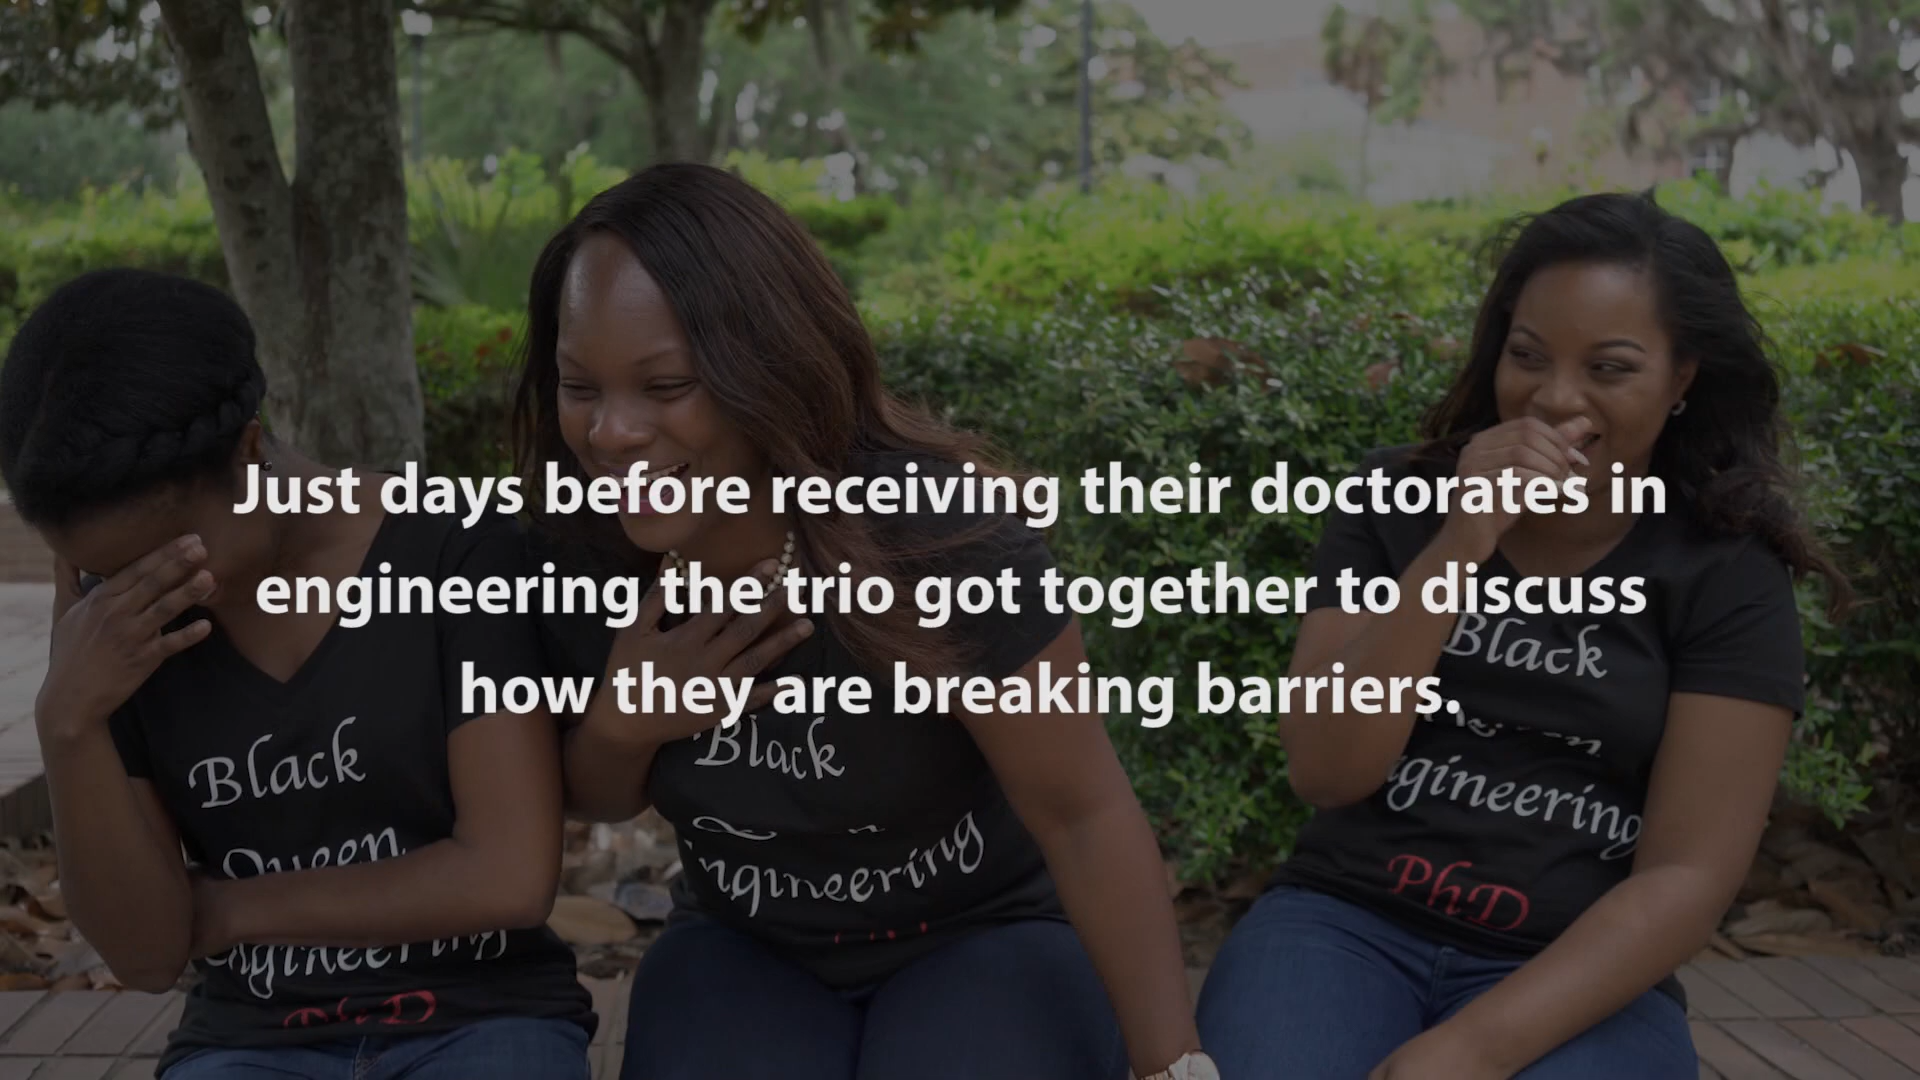 Just days before receiving their doctorates in
engineering the trio got together to discuss
how they are breaking barriers.
Black
Queen
Engineering
PhD
Black
Engineering
Black
Engineering
PhD